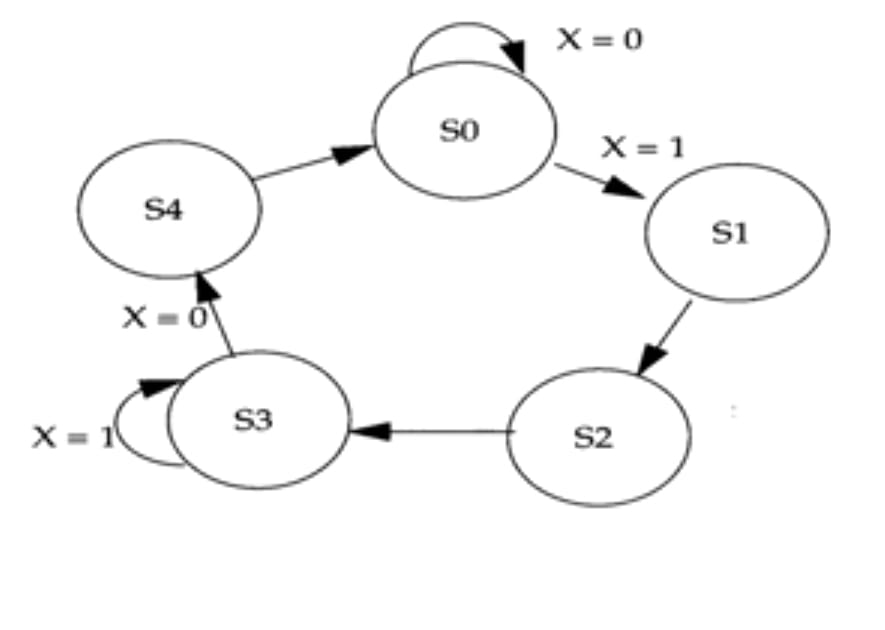 X = 0
S0
X = 1
S4
S1
X = 0
S3
X = 1
S2